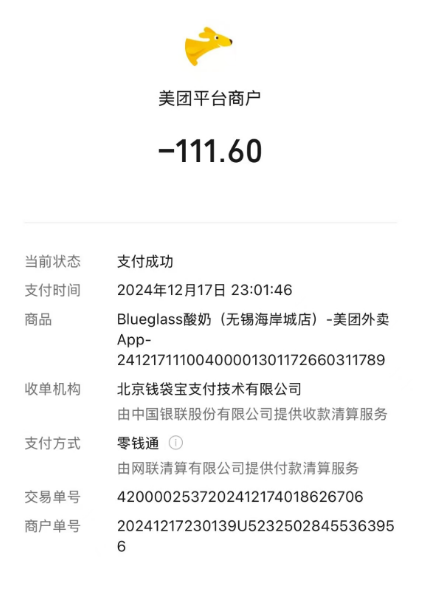 美团平台商户
-111.60
当前状态 支付成功
支付时间 2024年12月17日 23:01:46
商品 Blueglass酸奶（无锡海岸城店）-美团外卖
App-
24121711100400001301172660311789
收单机构 北京钱袋宝支付技术有限公司
由中国银联股份有限公司提供收款清算服务
支付方式 零钱通
由网联清算有限公司提供付款清算服务
交易单号 4200002537202412174018626706
商户单号 20241217230139U5232502845536395
6